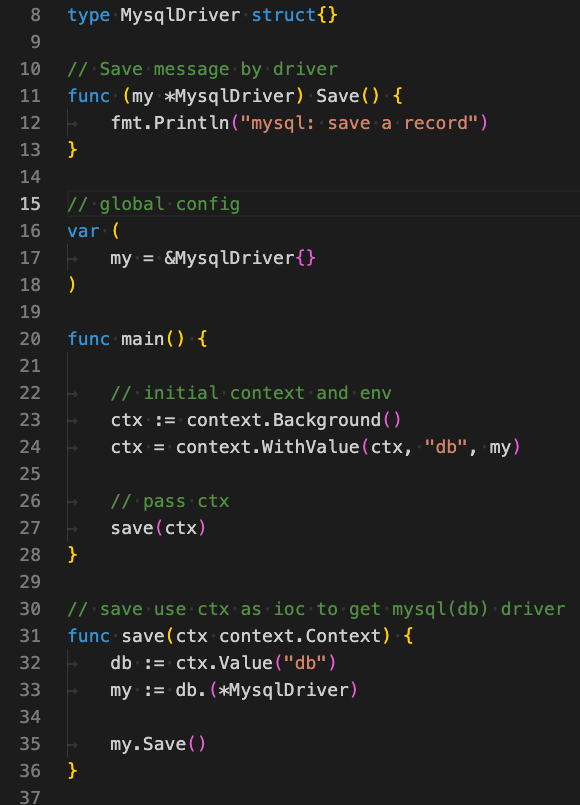 8 type MysqlDriver struct{}
9
10 // Save message by driver
11 func (my *MysqlDriver) Save() {
12     fmt.Println("mysql: save a record")
13 }
14
15 // global config
16 var (
17     my = &MysqlDriver{}
18 )
19
20 func main() {
21
22     // initial context and env
23     ctx := context.Background()
24     ctx = context.WithValue(ctx, "db", my)
25
26     // pass ctx
27     save(ctx)
28 }
29
30 // save use ctx as ioc to get mysql(db) driver
31 func save(ctx context.Context) {
32     db := ctx.Value("db")
33     my := db.(*MysqlDriver)
34
35     my.Save()
36 }
37